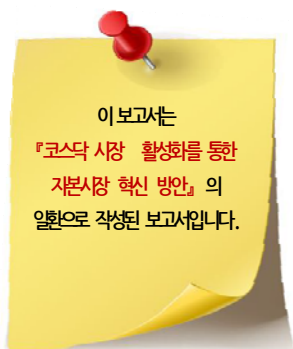 이 보고서는
『코스닥 시장 활성화를 통한
자본시장 혁신 방안』 의
일환으로 작성된 보고서입니다.